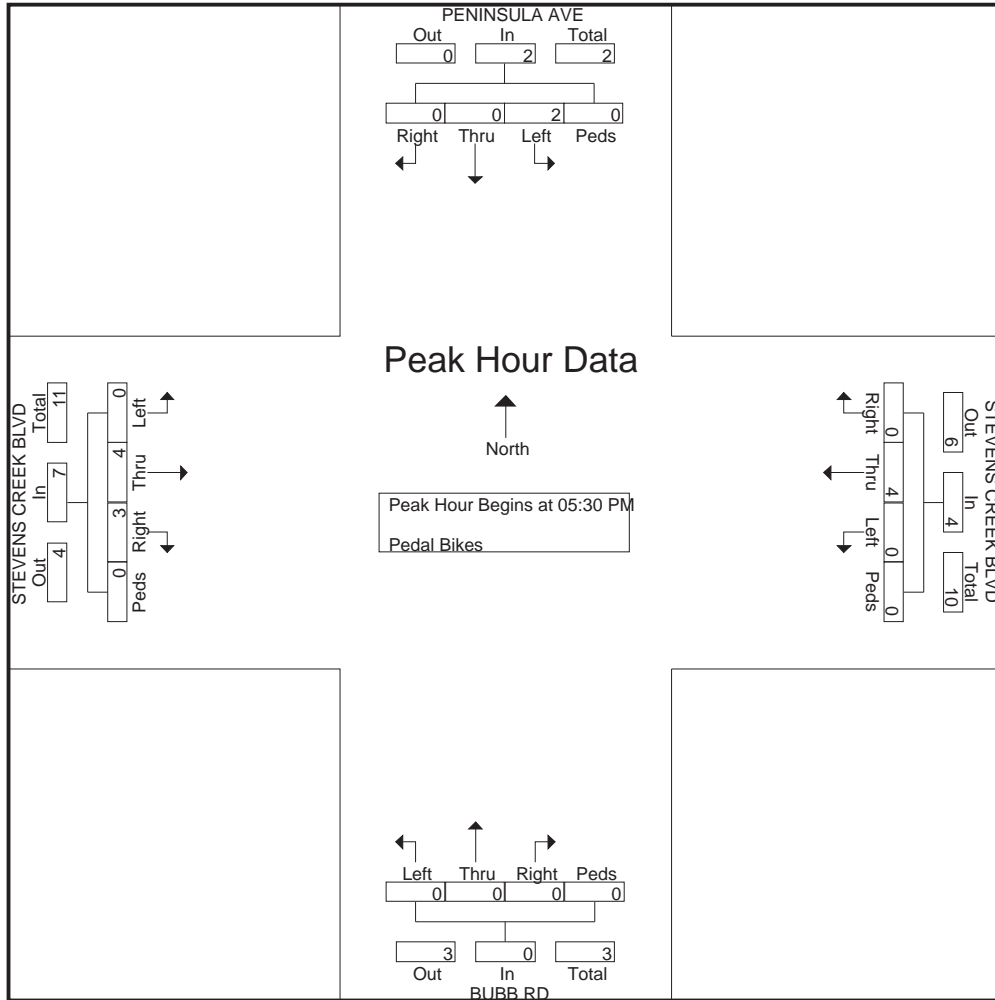 PENINSULA AVE
Out In Total
0 2 2
0 0 2 0
Right Thru Left Peds
Peak Hour Data
North
Peak Hour Begins at 05:30 PM
Pedal Bikes
STEVENS CREEK BLVD
Total In Out
11 7 4
0 4 3 0
Left Thru Right Peds
STEVENS CREEK BLVD
Out In Total
6 4 10
0 4 0 0
Right Thru Left Peds
Left Thru Right Peds
0 0 0 0
3 0 3
Out In Total
BUBB RD